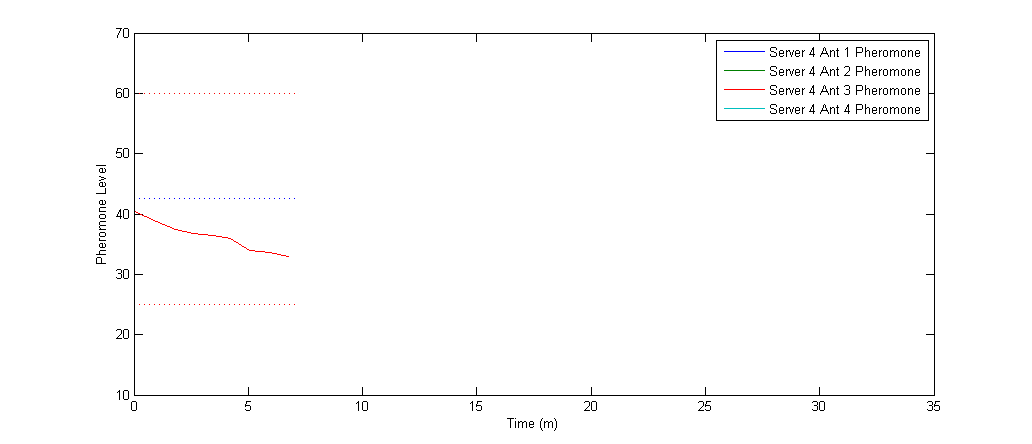 70
60
50
40
30
20
10
Pheromone Level
0 5 10 15 20 25 30 35
Time (m)
Server 4 Ant 1 Pheromone
Server 4 Ant 2 Pheromone
Server 4 Ant 3 Pheromone
Server 4 Ant 4 Pheromone